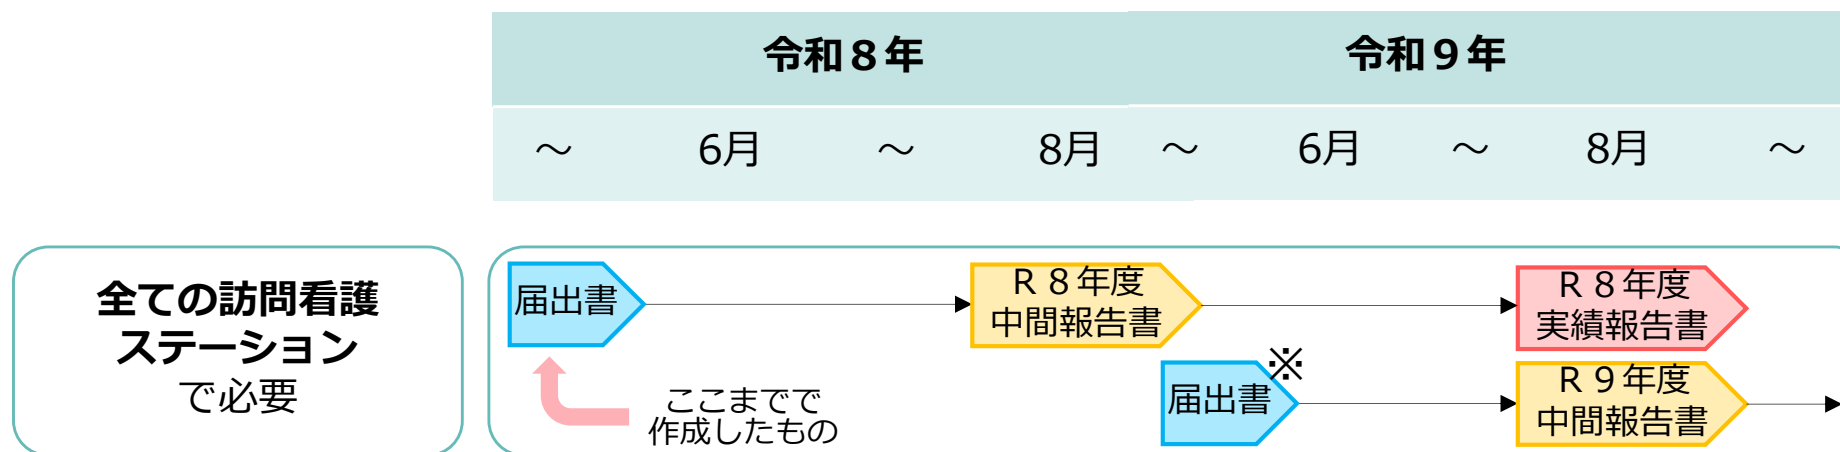 令和８年 令和９年
～ 6月 ～ 8月 ～ 6月 ～ 8月 ～
全ての訪問看護
ステーション
で必要
届出書
Ｒ８年度
中間報告書
Ｒ８年度
実績報告書
ここまでで
作成したもの
届出書
※
Ｒ９年度
中間報告書